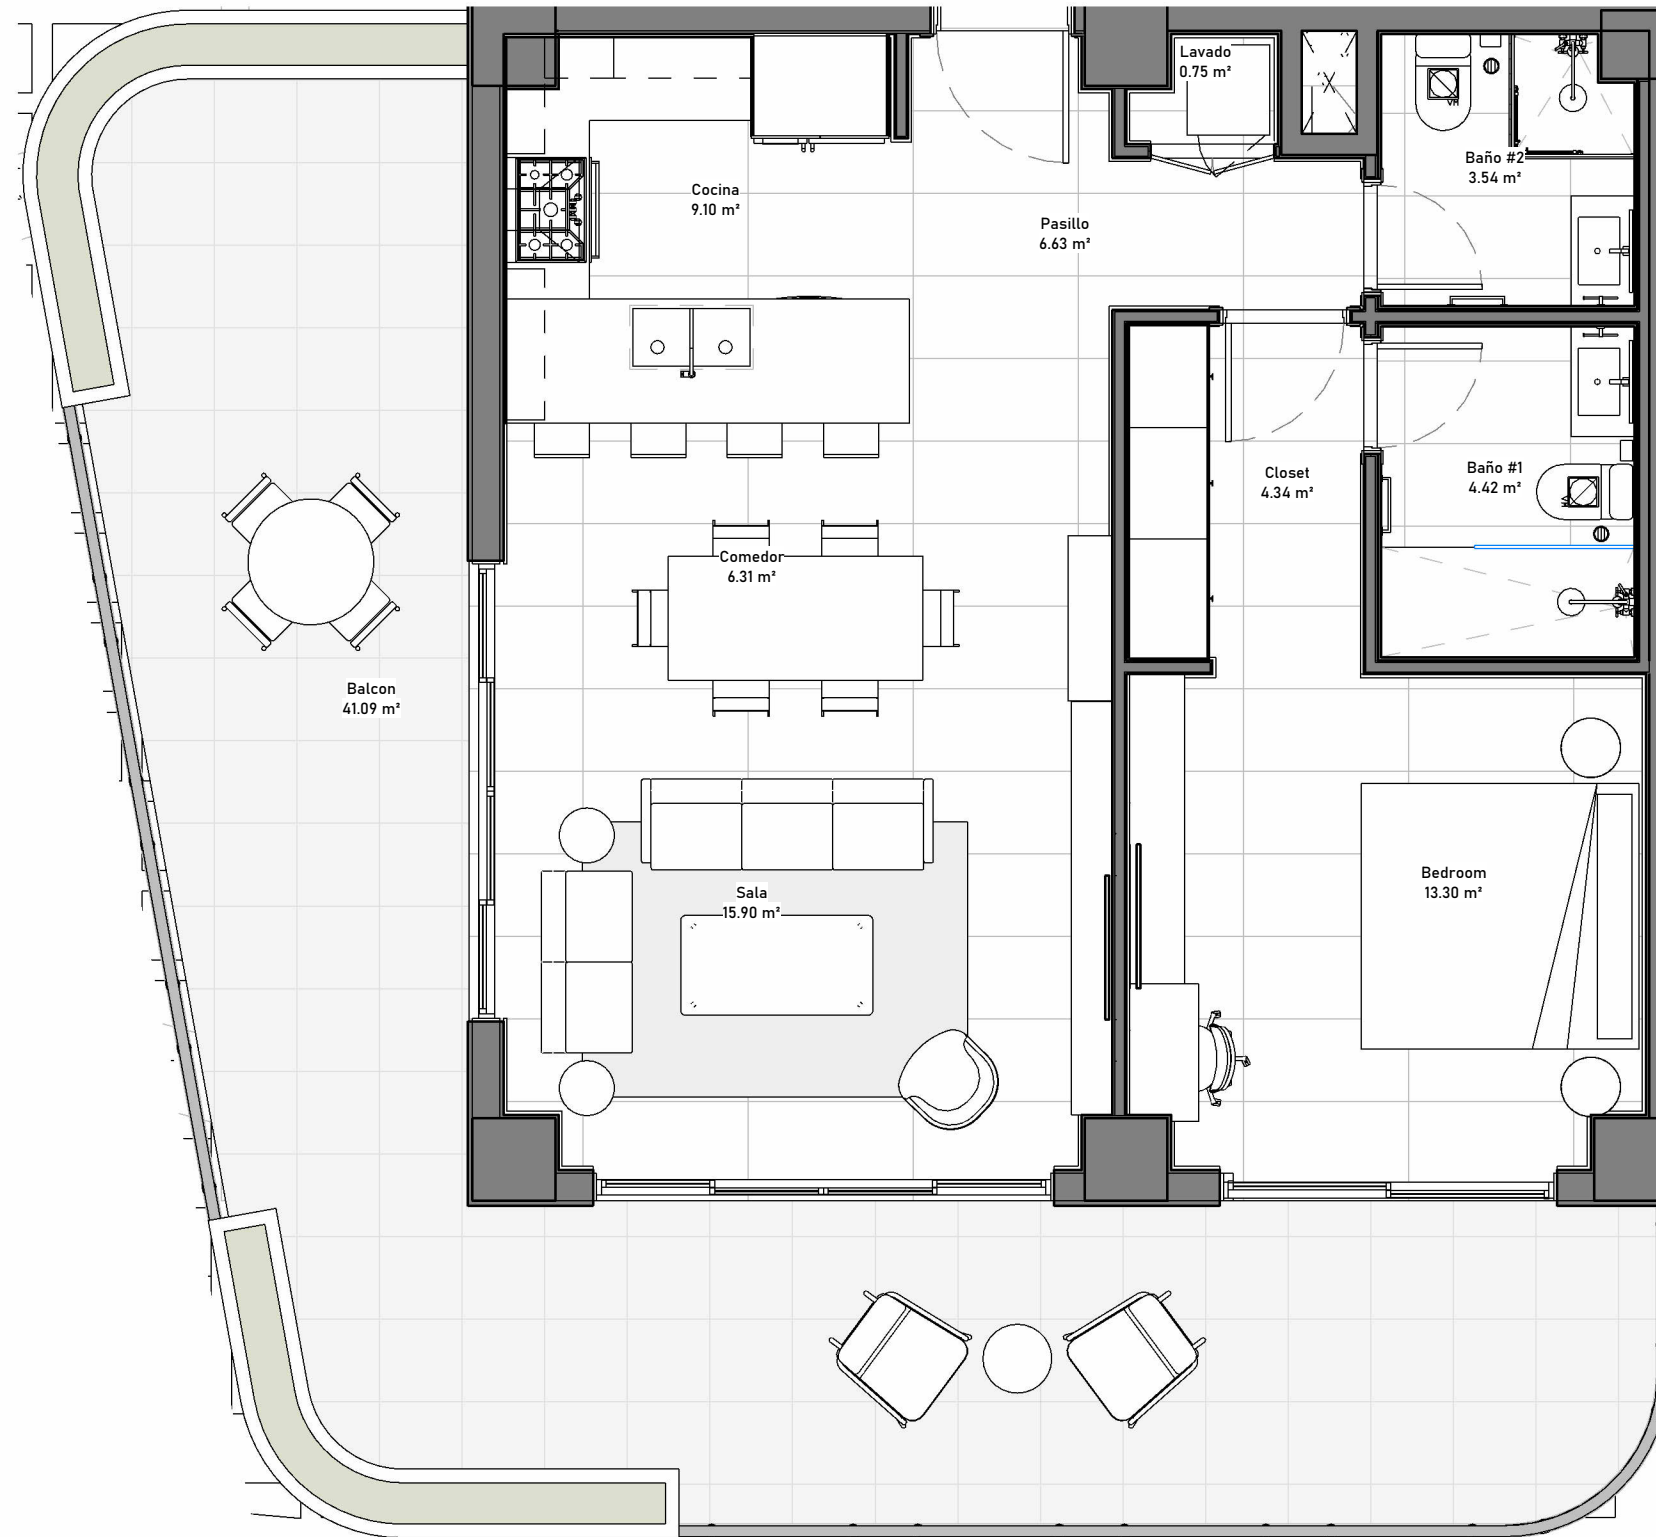 Lavado
0.75 m²
Baño #2
3.54 m²
Cocina
9.10 m²
Pasillo
6.63 m²
Closet
4.34 m²
Baño #1
4.42 m²
Comedor
6.31 m²
Balcon
41.09 m²
Sala
15.90 m²
Bedroom
13.30 m²